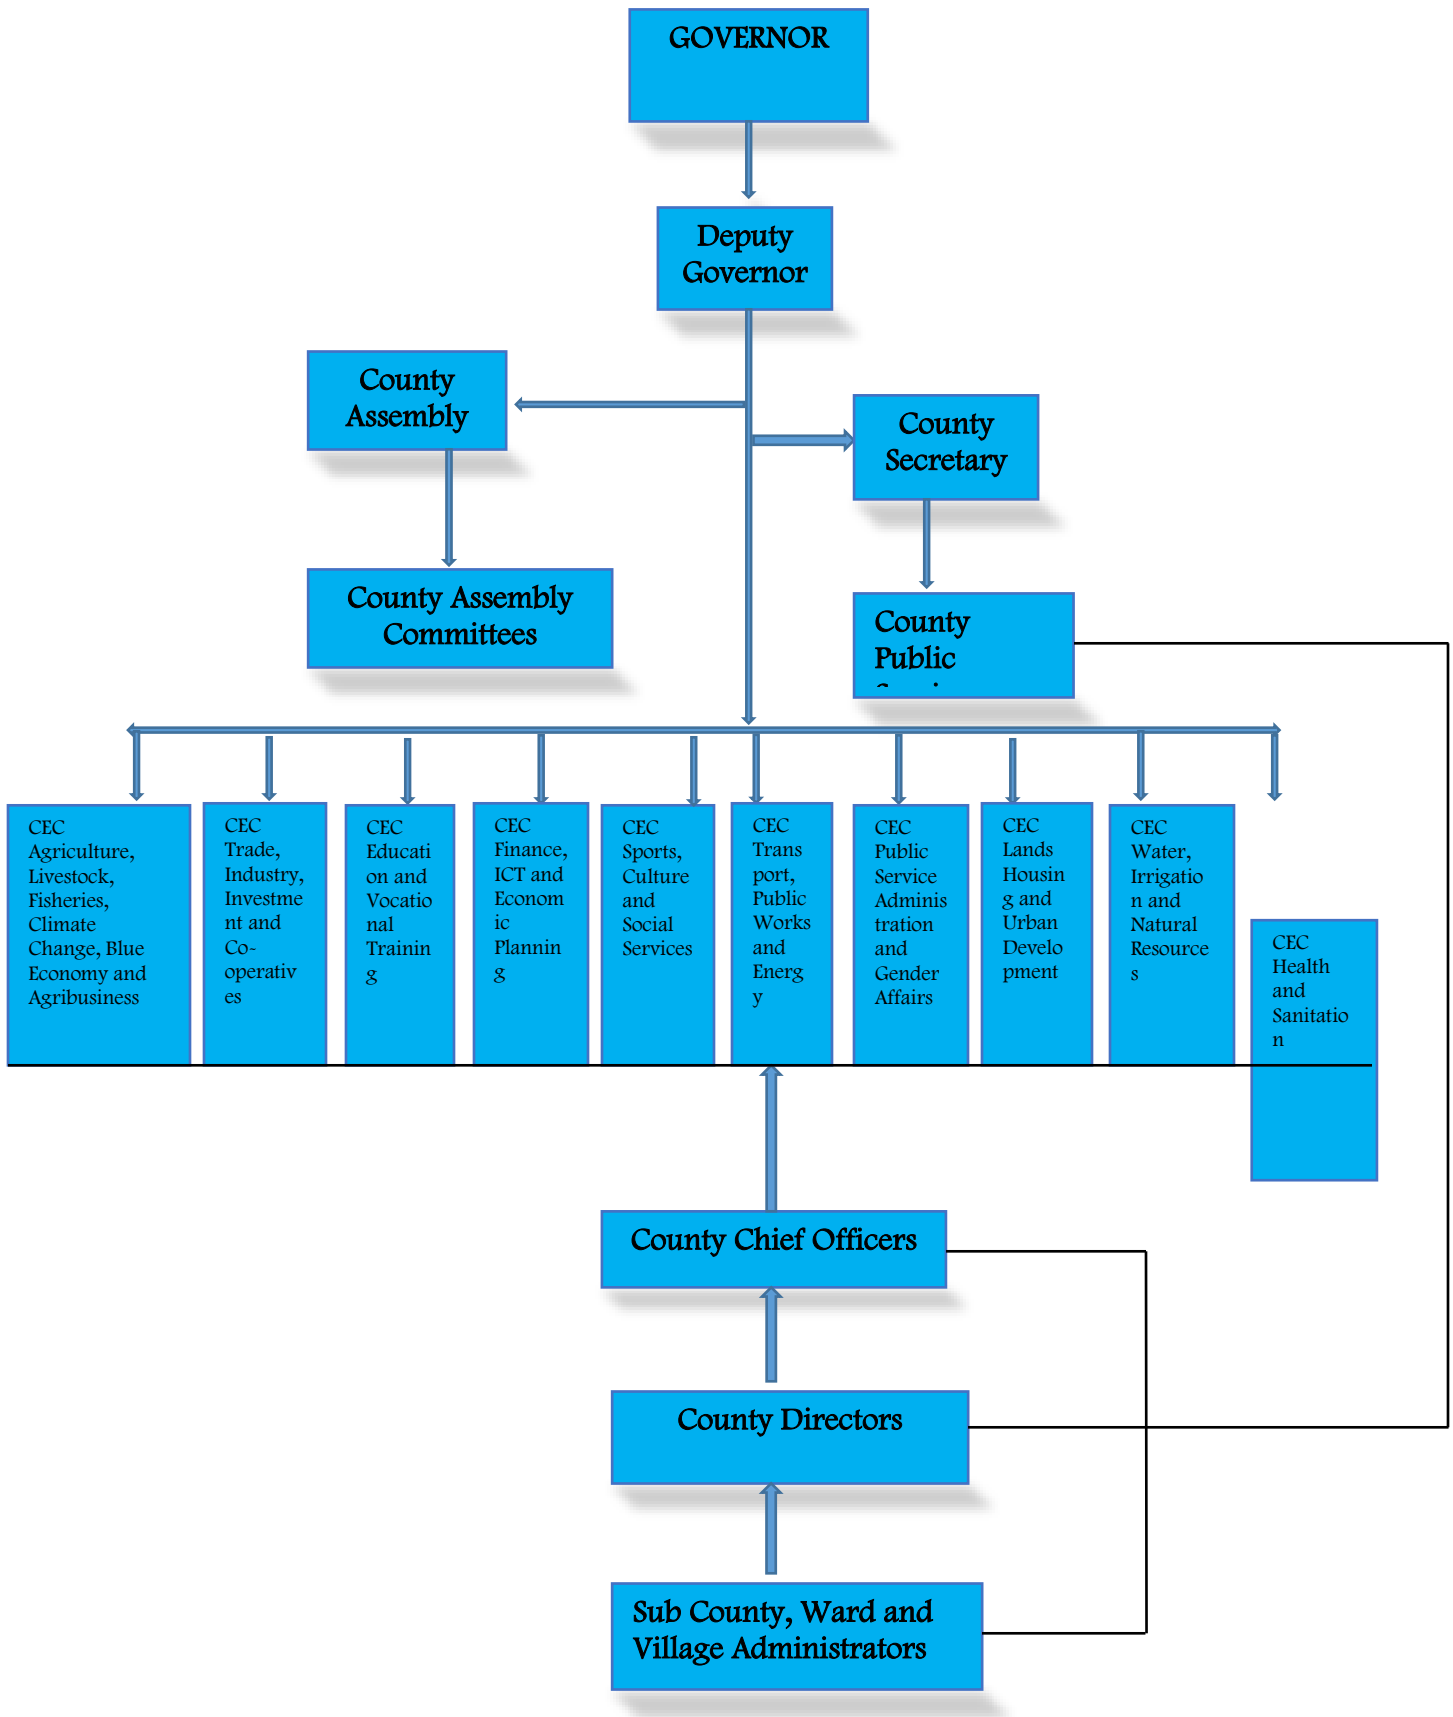 GOVERNOR
Deputy
Governor
County
Assembly
County
Secretary
County Assembly
Committees
County
Public
CEC
Agriculture,
Livestock,
Fisheries,
Climate
Change, Blue
Economy and
Agribusiness
CEC
Trade,
Industry,
Investme
nt and
Co-
operativ
es
CEC
Educati
on and
Vocatio
nal
Trainin
g
CEC
Finance,
ICT and
Econom
ic
Plannin
g
CEC
Sports,
Culture
and
Social
Services
CEC
Trans
port,
Public
Works
and
Energ
y
CEC
Public
Service
Adminis
tration
and
Gender
Affairs
CEC
Lands
Housin
g and
Urban
Develo
pment
CEC
Water,
Irrigatio
n and
Natural
Resource
s
CEC
Health
and
Sanitatio
n
County Chief Officers
County Directors
Sub County, Ward and
Village Administrators